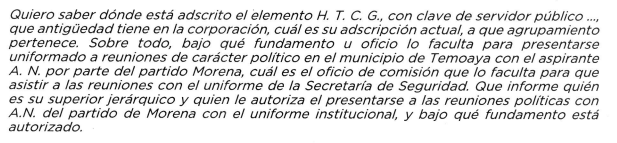 Quiero saber dónde está adscrito el elemento H. T. C. G., con clave de servidor público ...,
que antigüedad tiene en la corporación, cuál es su adscripción actual, a que agrupamiento
pertenece. Sobre todo, bajo qué fundamento u oficio lo faculta para presentarse
uniformado a reuniones de carácter político en el municipio de Temoaya con el aspirante
A. N. por parte del partido Morena, cuál es el oficio de comisión que lo faculta para que
asistir a las reuniones con el uniforme de la Secretaría de Seguridad. Que informe quién
es su superior jerárquico y quien le autoriza el presentarse a las reuniones políticas con
A.N. del partido de Morena con el uniforme institucional, y bajo qué fundamento está
autorizado.